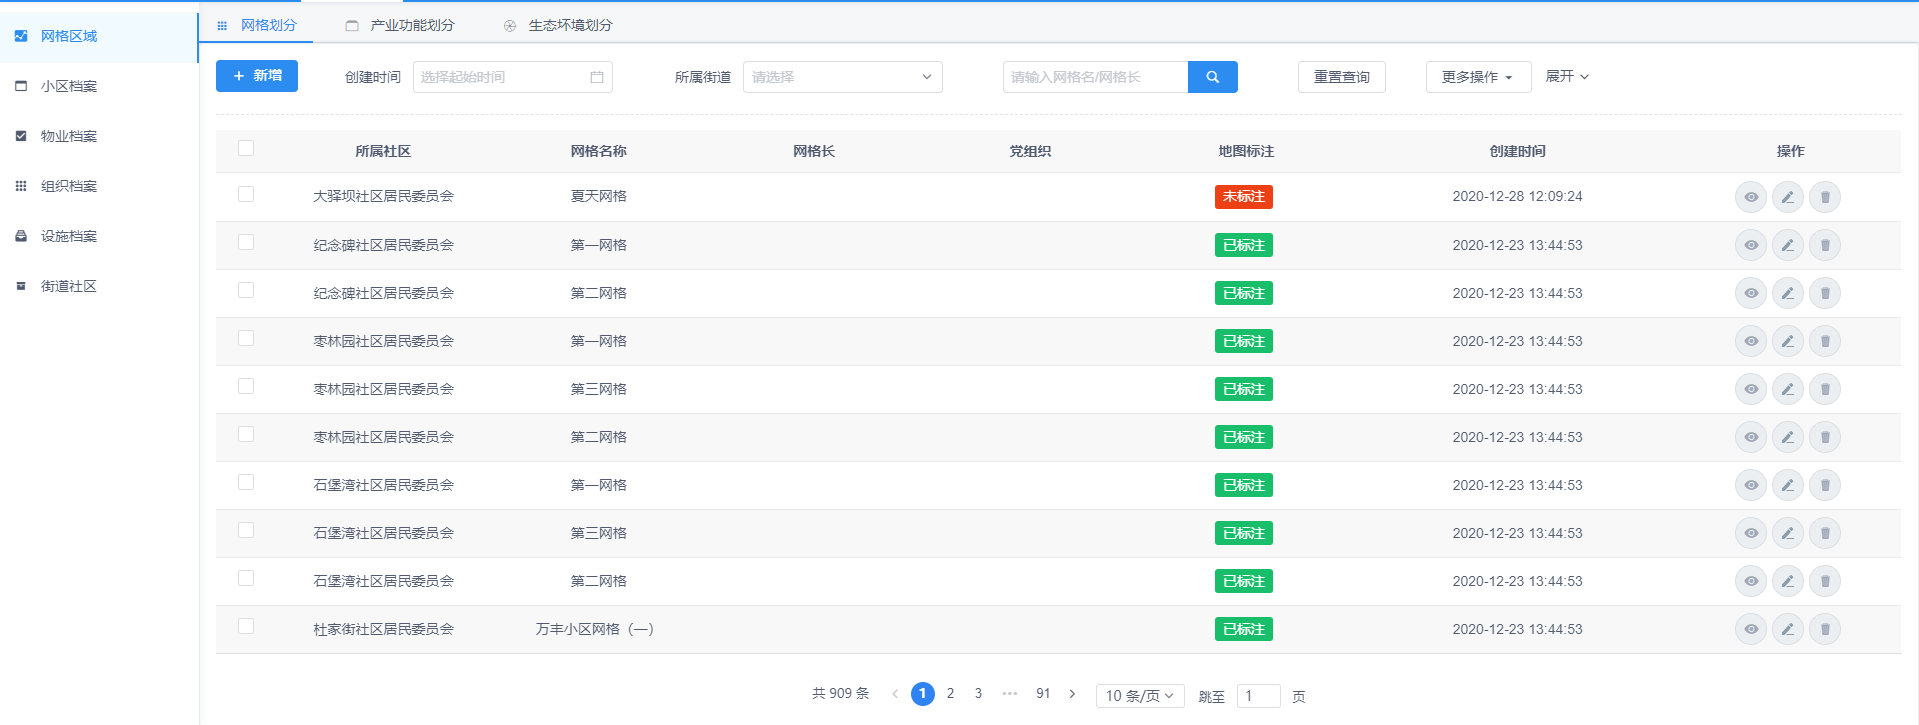 网格区域
小区档案
物业档案
组织档案
设施档案
街道社区
网格划分 产业功能划分 生态环境划分
+ 新增 创建时间 选择起始时间 所属街道 请选择 请输入网格名/网格长 重置查询 更多操作 展开
所属社区 网格名称 网格长 党组织 地图标注 创建时间 操作
大驿坝社区居民委员会 夏天网格 未标注 2020-12-28 12:09:24
纪念碑社区居民委员会 第一网格 已标注 2020-12-23 13:44:53
纪念碑社区居民委员会 第二网格 已标注 2020-12-23 13:44:53
枣林园社区居民委员会 第一网格 已标注 2020-12-23 13:44:53
枣林园社区居民委员会 第三网格 已标注 2020-12-23 13:44:53
枣林园社区居民委员会 第二网格 已标注 2020-12-23 13:44:53
石堡湾社区居民委员会 第一网格 已标注 2020-12-23 13:44:53
石堡湾社区居民委员会 第三网格 已标注 2020-12-23 13:44:53
石堡湾社区居民委员会 第二网格 已标注 2020-12-23 13:44:53
杜家街社区居民委员会 万丰小区网格（一） 已标注 2020-12-23 13:44:53
共 909 条 1 2 3 ••• 91 10 条/页 跳至 1 页